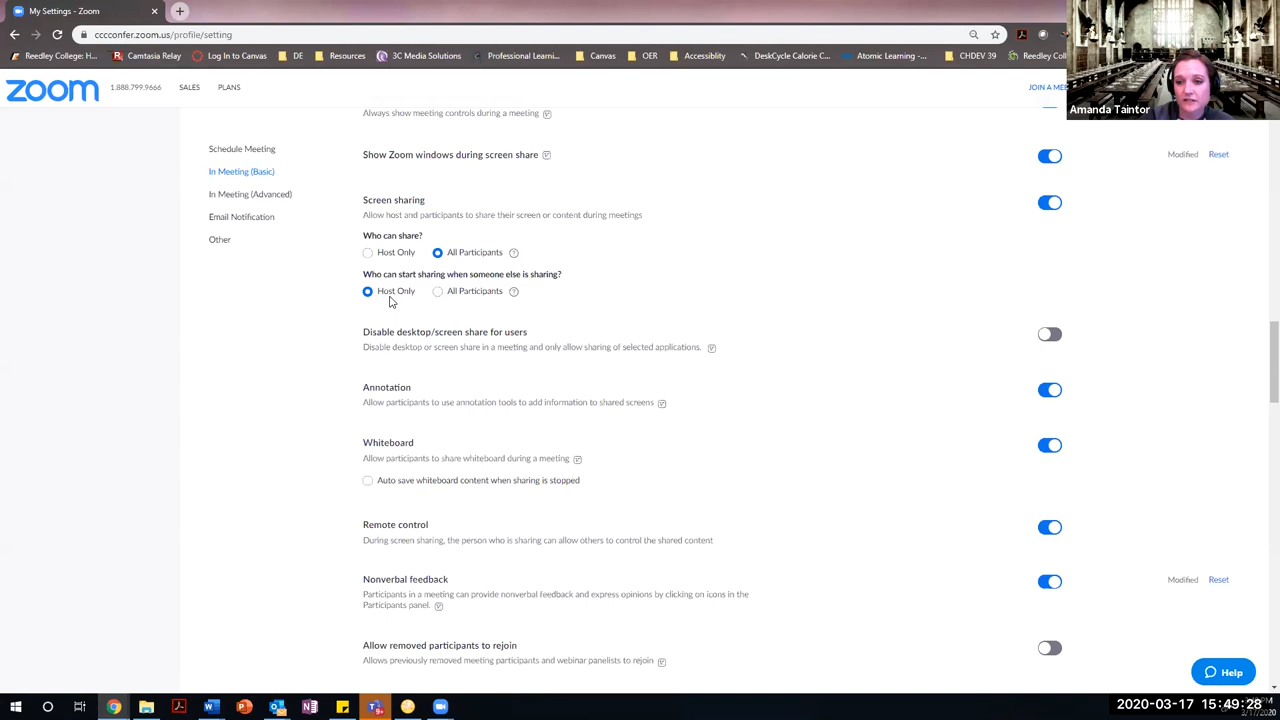 My Settings - Zoom
cccconfer.zoom.us/profile/setting
Reedley College: H...
Camtasia Relay
Log In to Canvas
DE
Resources
3C Media Solutions
Professional Learni...
Canvas
OER
Accessiblity
DeskCycle Calorie C...
Atomic Learning -...
CHDEV 39
Reedley Coll
zoom
1.888.799.9666
SALES
PLANS
JOIN A MEE
Amanda Taintor
Always show meeting controls during a meeting
Schedule Meeting
In Meeting (Basic)
In Meeting (Advanced)
Email Notification
Other
Show Zoom windows during screen share
Modified Reset
Screen sharing
Allow host and participants to share their screen or content during meetings
Who can share?
Host Only All Participants
Who can start sharing when someone else is sharing?
Host Only All Participants
Disable desktop/screen share for users
Disable desktop or screen share in a meeting and only allow sharing of selected applications.
Annotation
Allow participants to use annotation tools to add information to shared screens
Whiteboard
Allow participants to share whiteboard during a meeting
Auto save whiteboard content when sharing is stopped
Remote control
During screen sharing, the person who is sharing can allow others to control the shared content
Nonverbal feedback
Modified Reset
Participants in a meeting can provide nonverbal feedback and express opinions by clicking on icons in the
Participants panel.
Allow removed participants to rejoin
Allows previously removed meeting participants and webinar panelists to rejoin
Help
2020-03-17 15:49:28
3/17/2020